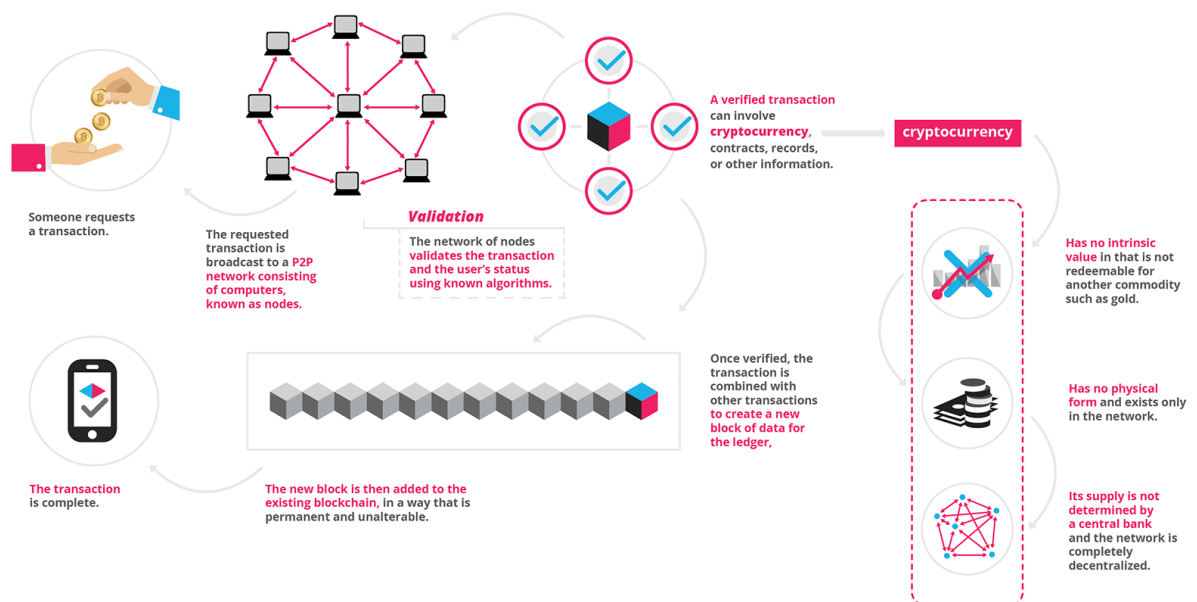 Someone requests
a transaction.
The requested
transaction is
broadcast to a P2P
network consisting
of computers,
known as nodes.
Validation
The network of nodes
validates the transaction
and the user's status
using known algorithms.
A verified transaction
can involve
cryptocurrency,
contracts, records,
or other information.
cryptocurrency
Has no intrinsic
value in that is not
redeemable for
another commodity
such as gold.
Has no physical
form and exists only
in the network.
Its supply is not
determined by
a central bank
and the network is
completely
decentralized.
Once verified, the
transaction is
combined with
other transactions
to create a new
block of data for
the ledger,
The new block is then added to the
existing blockchain, in a way that is
permanent and unalterable.
The transaction
is complete.